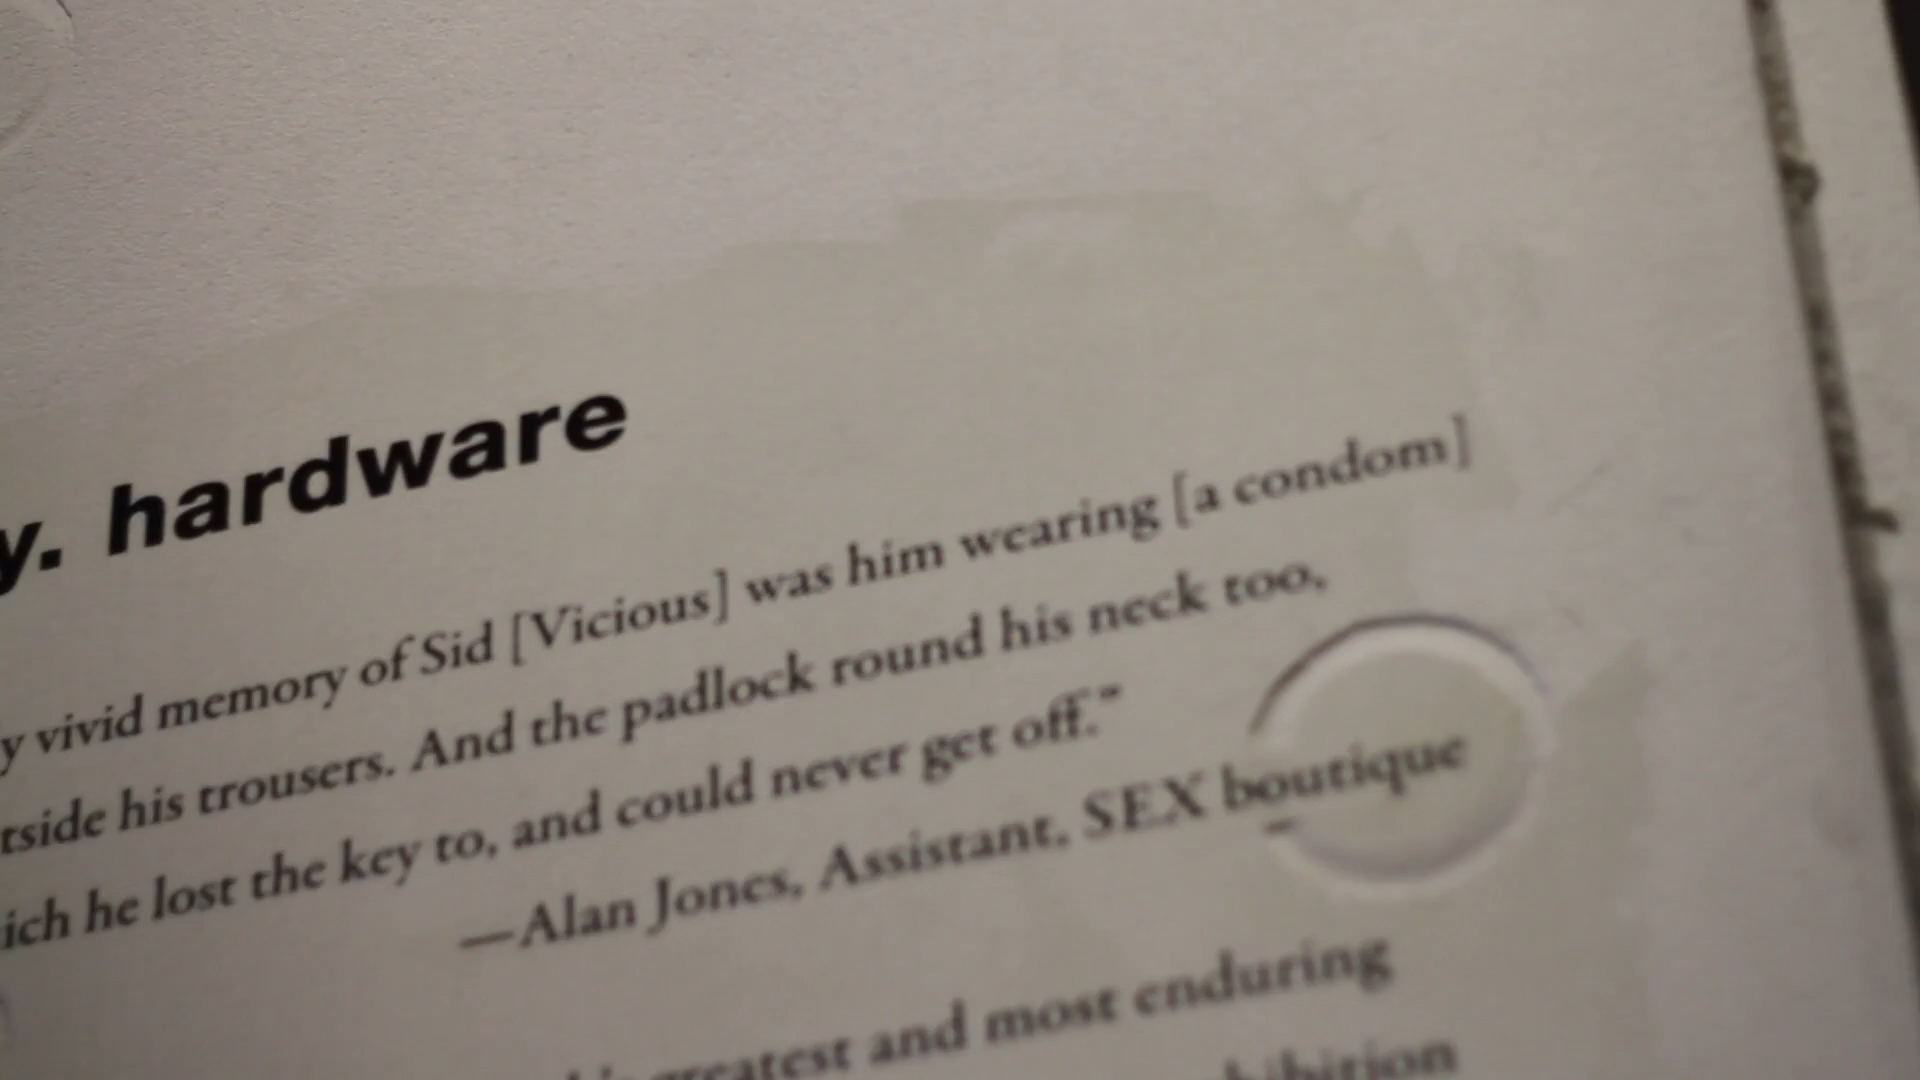 y. hardware
y vivid memory of Sid [Vicious] was him wearing [a condom]
tside his trousers. And the padlock round his neck too,
ich he lost the key to, and could never get off.”
—Alan Jones, Assistant, SEX boutique
greatest and most enduring